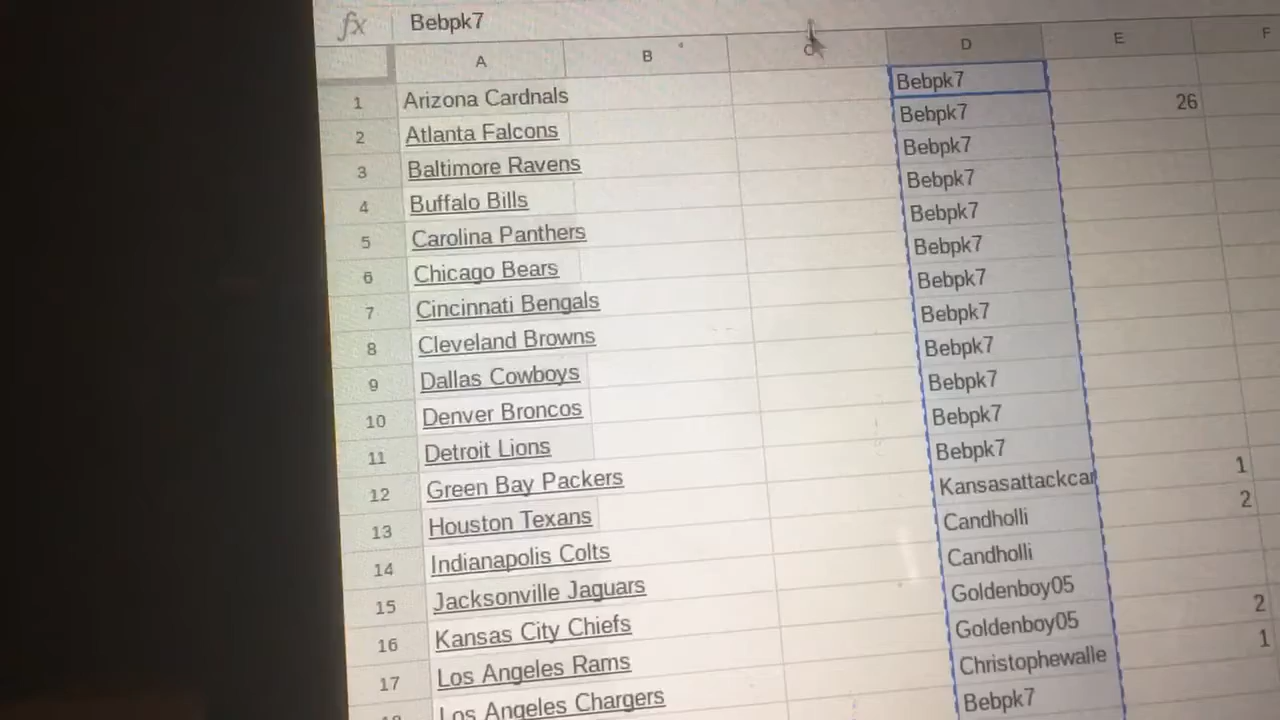 fx Bebpk7
A B C D E F
1 Arizona Cardnals Bebpk7
2 Atlanta Falcons Bebpk7 26
3 Baltimore Ravens Bebpk7
4 Buffalo Bills Bebpk7
5 Carolina Panthers Bebpk7
6 Chicago Bears Bebpk7
7 Cincinnati Bengals Bebpk7
8 Cleveland Browns Bebpk7
9 Dallas Cowboys Bebpk7
10 Denver Broncos Bebpk7
11 Detroit Lions Bebpk7
12 Green Bay Packers Bebpk7
13 Houston Texans Kansasattackcar 1
14 Indianapolis Colts Candholli 2
15 Jacksonville Jaguars Candholli
16 Kansas City Chiefs Goldenboy05
17 Los Angeles Rams Goldenboy05 2
18 Los Angeles Chargers Christophewalle 1
Bebpk7